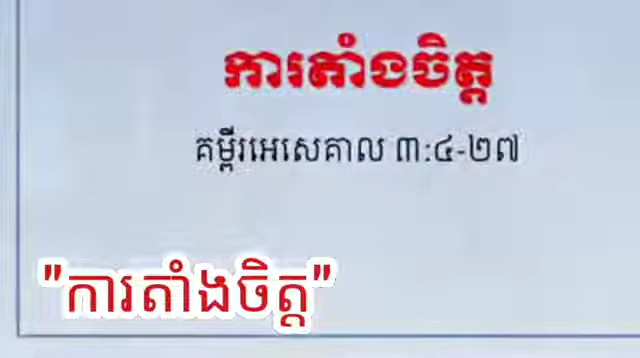 ការតាំងចិត្ត
គម្ពីរអេសេគាល ៣:៤-២៧
"ការតាំងចិត្ត"